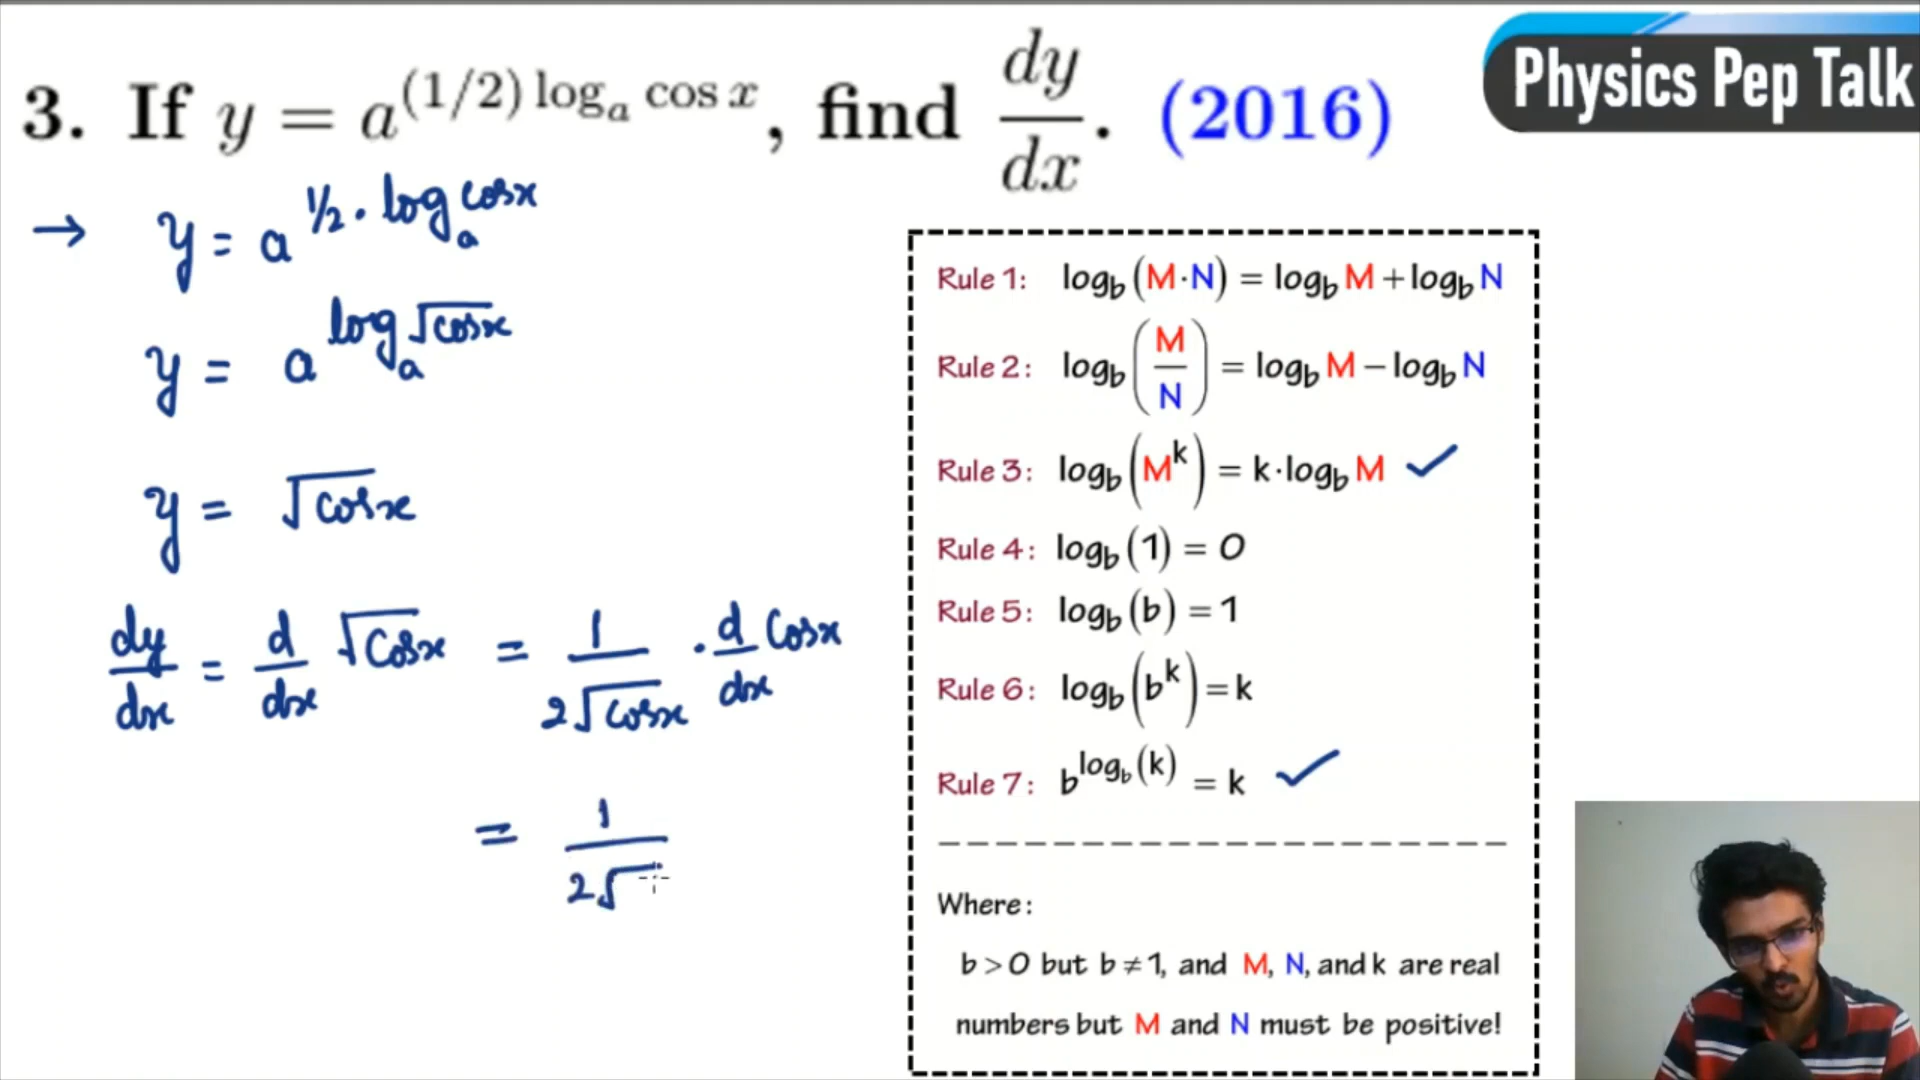 3. If y = a^{(1/2) log_a cos x}, find dy/dx. (2016)
Physics Pep Talk
→ y = a^{1/2 · log_a cosx}
y = a^{log_a √cosx}
y = √cosx
dy/dx = d/dx √Cosx = 1/(2√cosx) · d/dx Cosx
= 1/(2√
Rule 1: log_b (M·N) = log_b M + log_b N
Rule 2: log_b (M/N) = log_b M − log_b N
Rule 3: log_b (M^k) = k·log_b M ✓
Rule 4: log_b (1) = 0
Rule 5: log_b (b) = 1
Rule 6: log_b (b^k) = k
Rule 7: b^{log_b (k)} = k ✓
Where:
b > 0 but b ≠ 1, and M, N, and k are real
numbers but M and N must be positive!